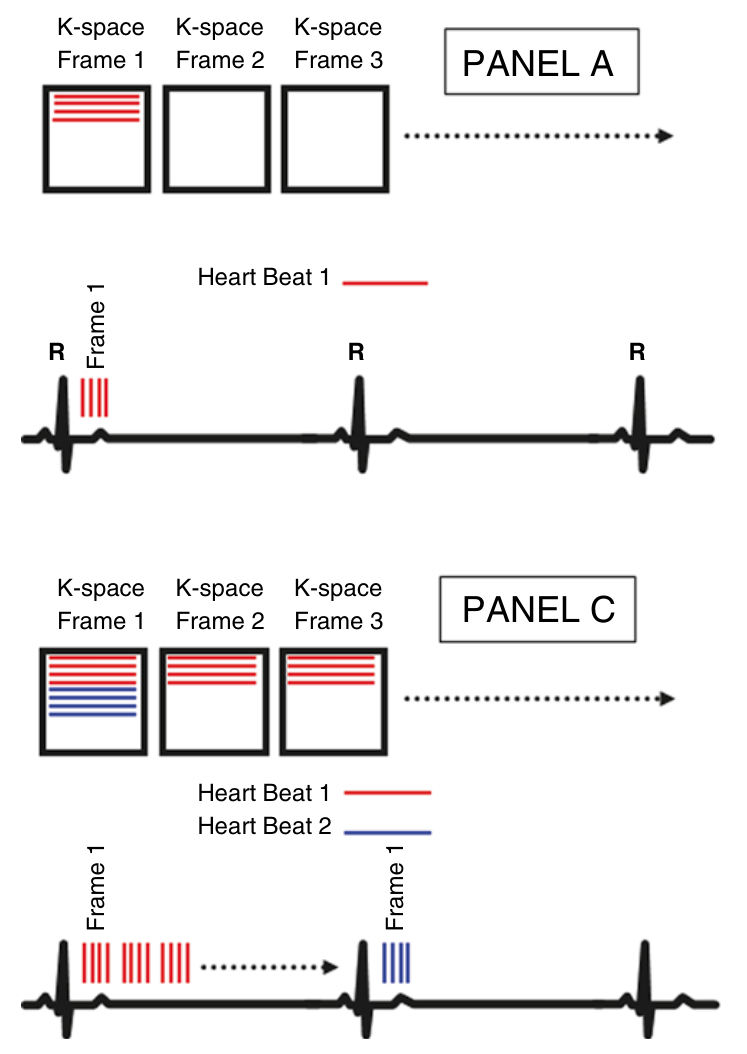 K-space K-space K-space
Frame 1 Frame 2 Frame 3
PANEL A
Heart Beat 1
Frame 1
R R R
K-space K-space K-space
Frame 1 Frame 2 Frame 3
PANEL C
Heart Beat 1
Heart Beat 2
Frame 1 Frame 1